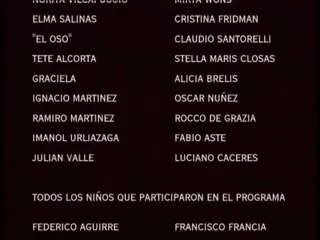 ELMA SALINAS CRISTINA FRIDMAN
"EL OSO" CLAUDIO SANTORELLI
TETE ALCORTA STELLA MARIS CLOSAS
GRACIELA ALICIA BRELIS
IGNACIO MARTINEZ OSCAR NUÑEZ
RAMIRO MARTINEZ ROCCO DE GRAZIA
IMANOL URLIAZAGA FABIO ASTE
JULIAN VALLE LUCIANO CACERES
TODOS LOS NIÑOS QUE PARTICIPARON EN EL PROGRAMA
FEDERICO AGUIRRE FRANCISCO FRANCIA